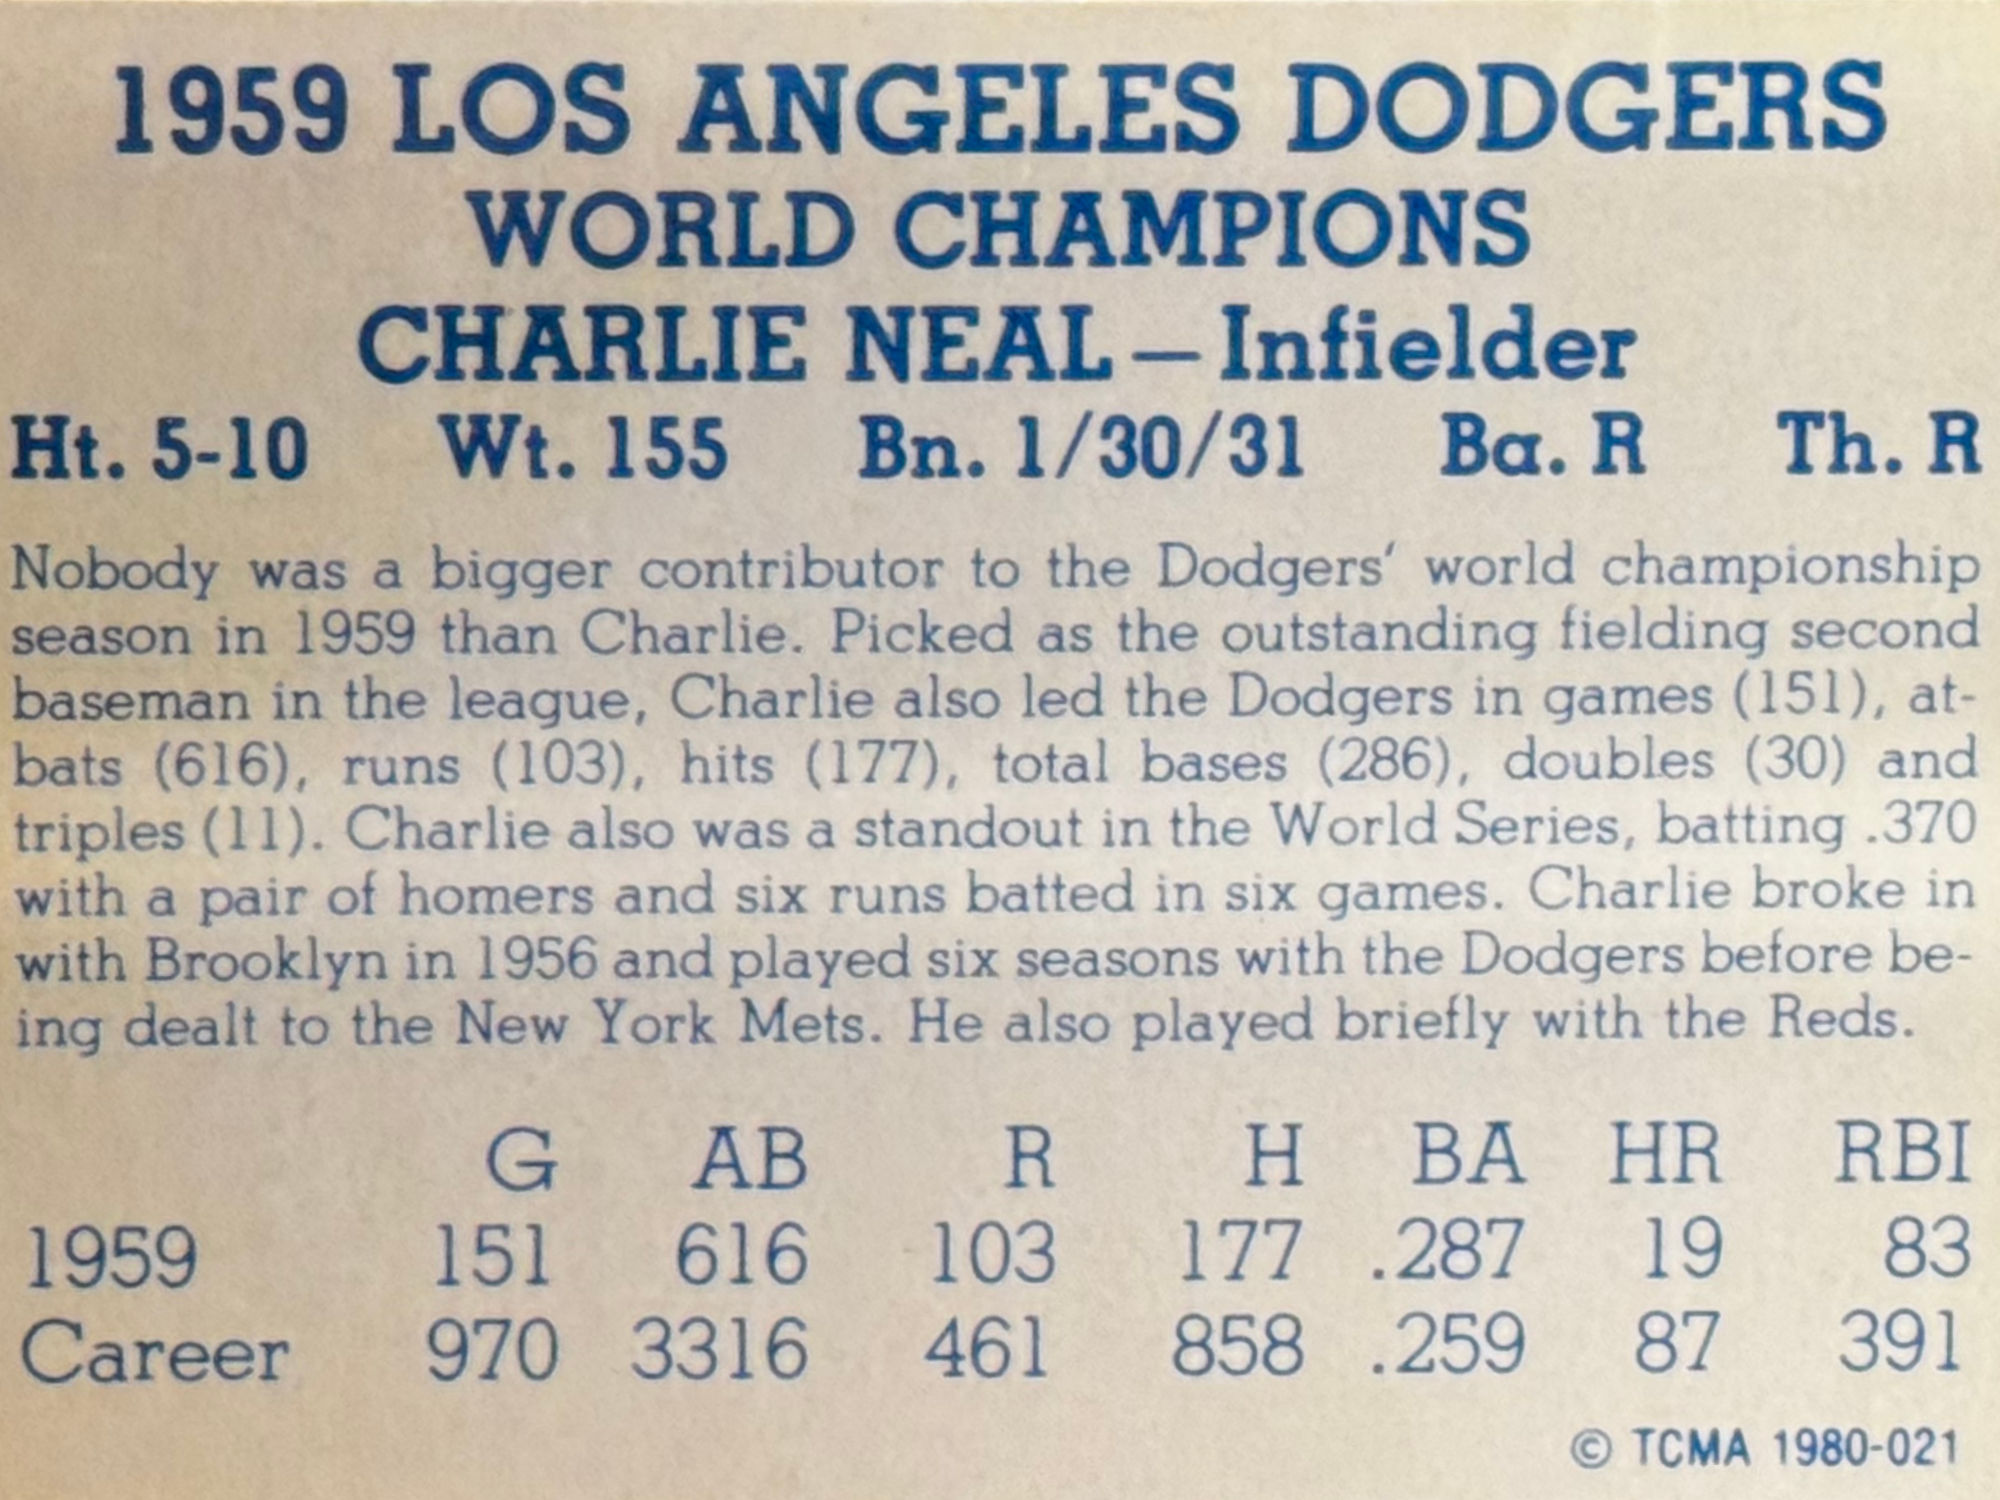 1959 LOS ANGELES DODGERS
WORLD CHAMPIONS
CHARLIE NEAL — Infielder
Ht. 5-10 Wt. 155 Bn. 1/30/31 Ba. R Th. R
Nobody was a bigger contributor to the Dodgers' world championship
season in 1959 than Charlie. Picked as the outstanding fielding second
baseman in the league, Charlie also led the Dodgers in games (151), at-
bats (616), runs (103), hits (177), total bases (286), doubles (30) and
triples (11). Charlie also was a standout in the World Series, batting .370
with a pair of homers and six runs batted in six games. Charlie broke in
with Brooklyn in 1956 and played six seasons with the Dodgers before be-
ing dealt to the New York Mets. He also played briefly with the Reds.
G AB R H BA HR RBI
1959 151 616 103 177 .287 19 83
Career 970 3316 461 858 .259 87 391
© TCMA 1980-021